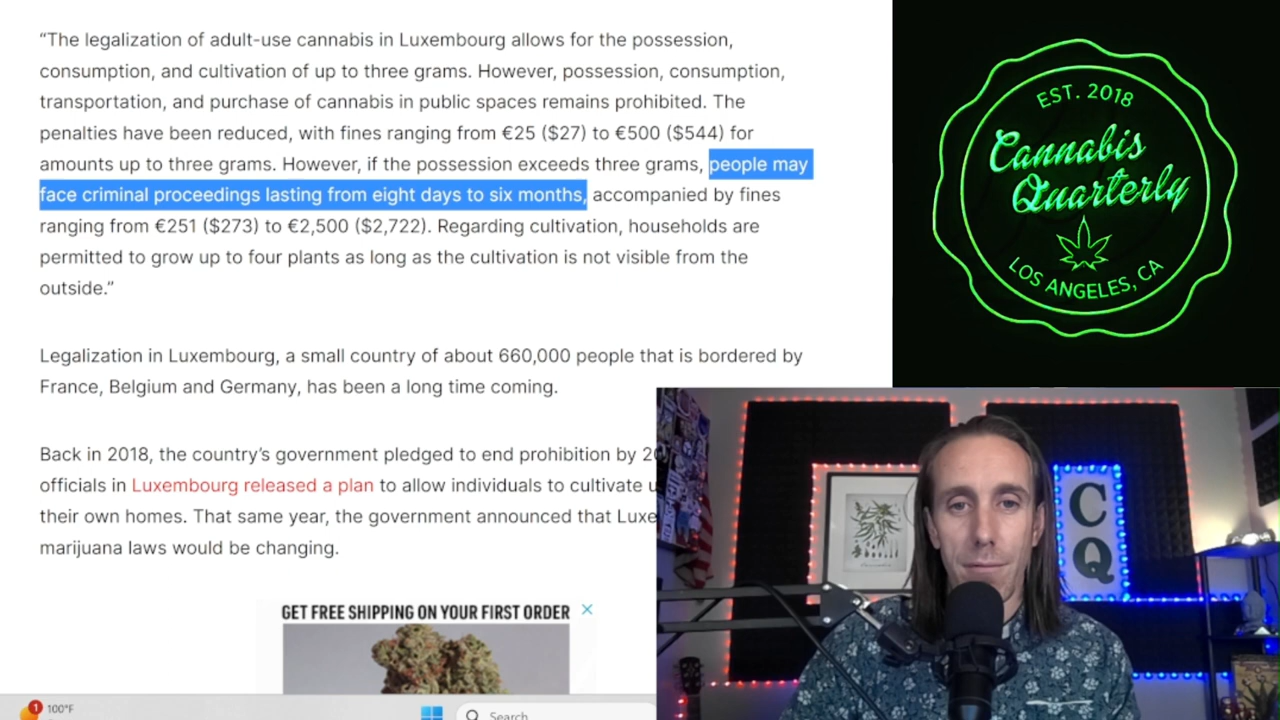 “The legalization of adult-use cannabis in Luxembourg allows for the possession,
consumption, and cultivation of up to three grams. However, possession, consumption,
transportation, and purchase of cannabis in public spaces remains prohibited. The
penalties have been reduced, with fines ranging from €25 ($27) to €500 ($544) for
amounts up to three grams. However, if the possession exceeds three grams, people may
face criminal proceedings lasting from eight days to six months, accompanied by fines
ranging from €251 ($273) to €2,500 ($2,722). Regarding cultivation, households are
permitted to grow up to four plants as long as the cultivation is not visible from the
outside.”
Legalization in Luxembourg, a small country of about 660,000 people that is bordered by
France, Belgium and Germany, has been a long time coming.
Back in 2018, the country’s government pledged to end prohibition by
officials in Luxembourg released a plan to allow individuals to cultivate
their own homes. That same year, the government announced that Luxe
marijuana laws would be changing.
GET FREE SHIPPING ON YOUR FIRST ORDER
1
100°F
Search
EST. 2018
Cannabis
Quarterly
LOS ANGELES, CA
C
Q